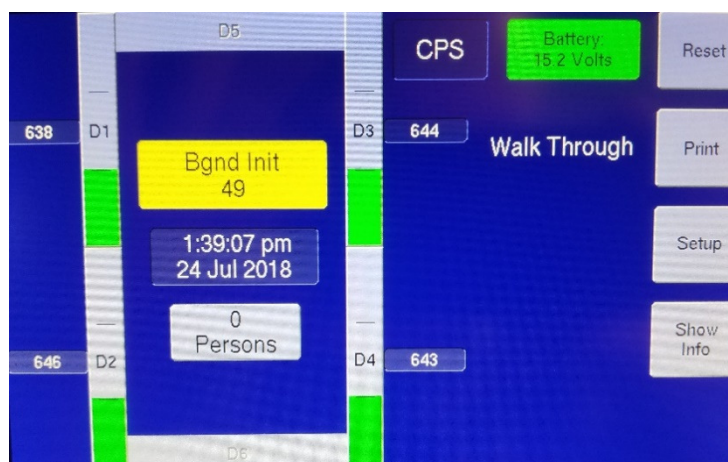 D5
CPS
Battery:
15.2 Volts
Reset
638
D1
D3
644
Walk Through
Print
Bgnd Init
49
1:39:07 pm
24 Jul 2018
Setup
0
Persons
Show
Info
646
D2
D4
643
D6